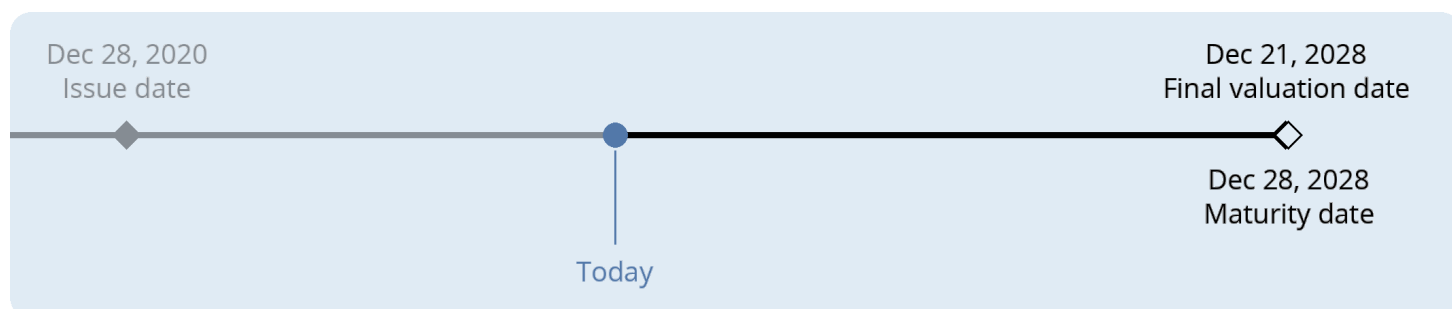 Dec 28, 2020
Issue date
Dec 21, 2028
Final valuation date
Dec 28, 2028
Maturity date
Today